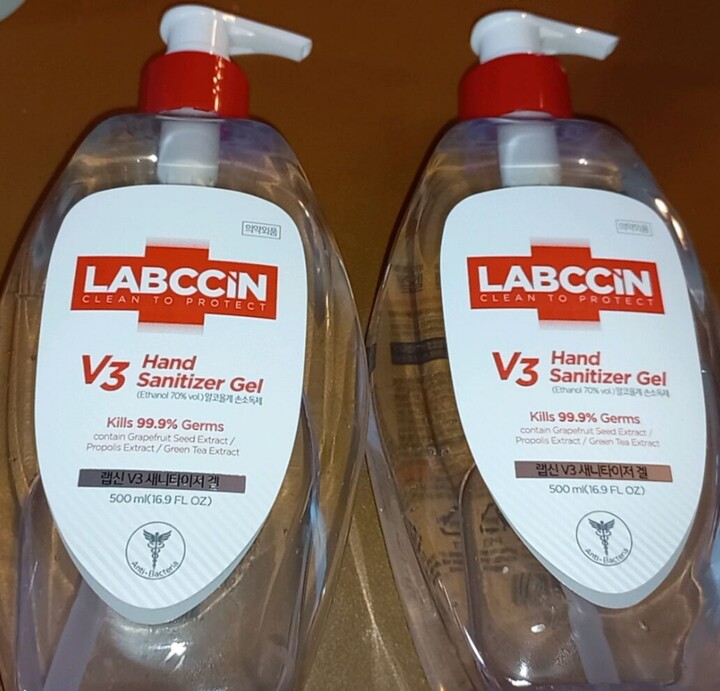 의약외품
LABCCiN
CLEAN TO PROTECT
V3 Hand
Sanitizer Gel
(Ethanol 70% vol.) 알코올계 손소독제
Kills 99.9% Germs
contain Grapefruit Seed Extract /
Propolis Extract / Green Tea Extract
랩신 V3 새니타이저 겔
500 ml(16.9 FL OZ.)
Anti-Bacteria
의약외품
LABCCiN
CLEAN TO PROTECT
V3 Hand
Sanitizer Gel
(Ethanol 70% vol.) 알코올계 손소독제
Kills 99.9% Germs
contain Grapefruit Seed Extract /
Propolis Extract / Green Tea Extract
랩신 V3 새니타이저 겔
500 ml(16.9 FL OZ.)
Anti-Bacteria